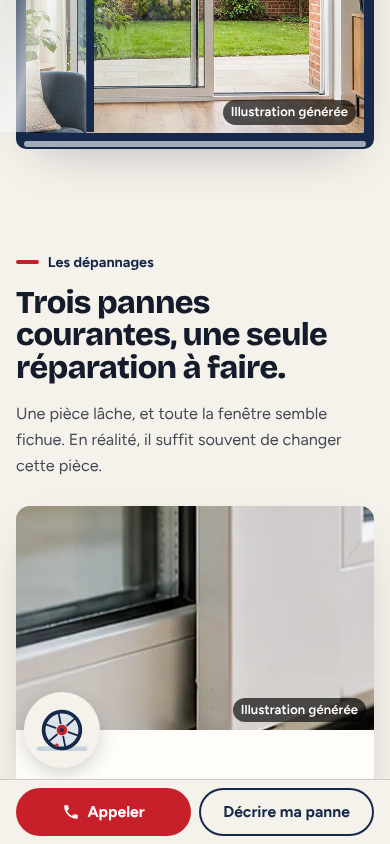 Illustration générée
Les dépannages
Trois pannes
courantes, une seule
réparation à faire.
Une pièce lâche, et toute la fenêtre semble
fichue. En réalité, il suffit souvent de changer
cette pièce.
Illustration générée
Appeler
Décrire ma panne